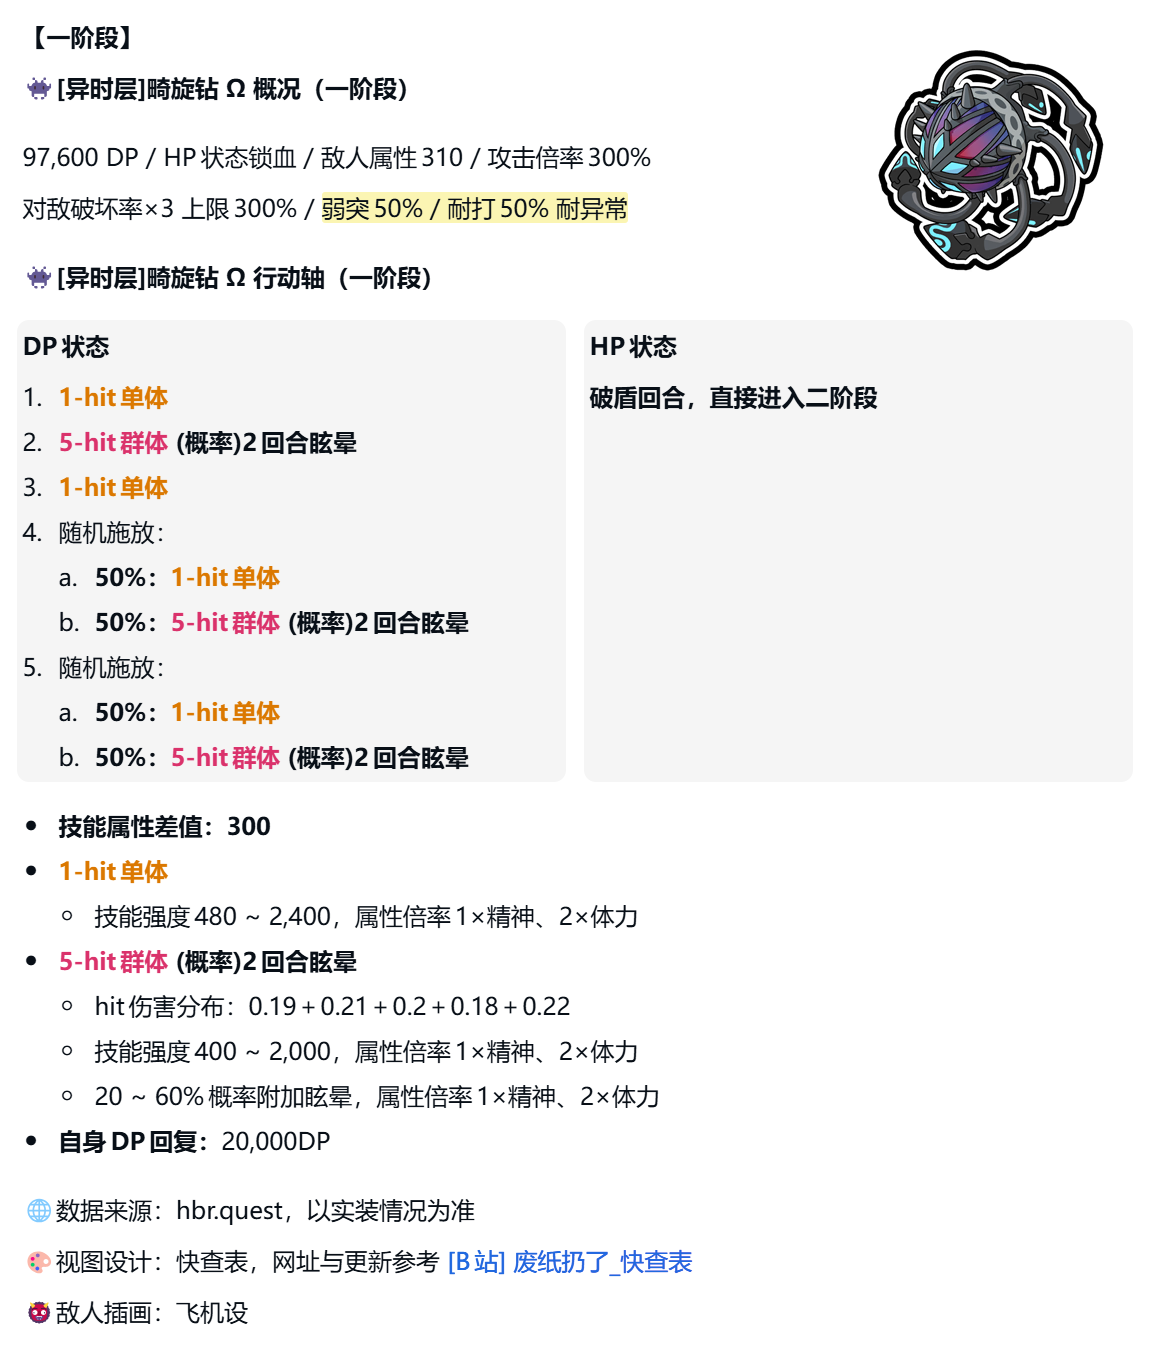 【一阶段】
[异时层]畸旋钻 Ω 概况（一阶段）
97,600 DP / HP 状态锁血 / 敌人属性 310 / 攻击倍率 300%
对敌破坏率×3 上限 300% / 弱突 50% / 耐打 50% 耐异常
[异时层]畸旋钻 Ω 行动轴（一阶段）
DP 状态
1. 1-hit 单体
2. 5-hit 群体 (概率)2 回合眩晕
3. 1-hit 单体
4. 随机施放：
a. 50%：1-hit 单体
b. 50%：5-hit 群体 (概率)2 回合眩晕
5. 随机施放：
a. 50%：1-hit 单体
b. 50%：5-hit 群体 (概率)2 回合眩晕
HP 状态
破盾回合，直接进入二阶段
• 技能属性差值：300
• 1-hit 单体
○ 技能强度 480 ~ 2,400，属性倍率 1×精神、2×体力
• 5-hit 群体 (概率)2 回合眩晕
○ hit 伤害分布：0.19 + 0.21 + 0.2 + 0.18 + 0.22
○ 技能强度 400 ~ 2,000，属性倍率 1×精神、2×体力
○ 20 ~ 60% 概率附加眩晕，属性倍率 1×精神、2×体力
• 自身 DP 回复：20,000DP
数据来源：hbr.quest，以实装情况为准
视图设计：快查表，网址与更新参考 [B 站] 废纸扔了_快查表
敌人插画：飞机设